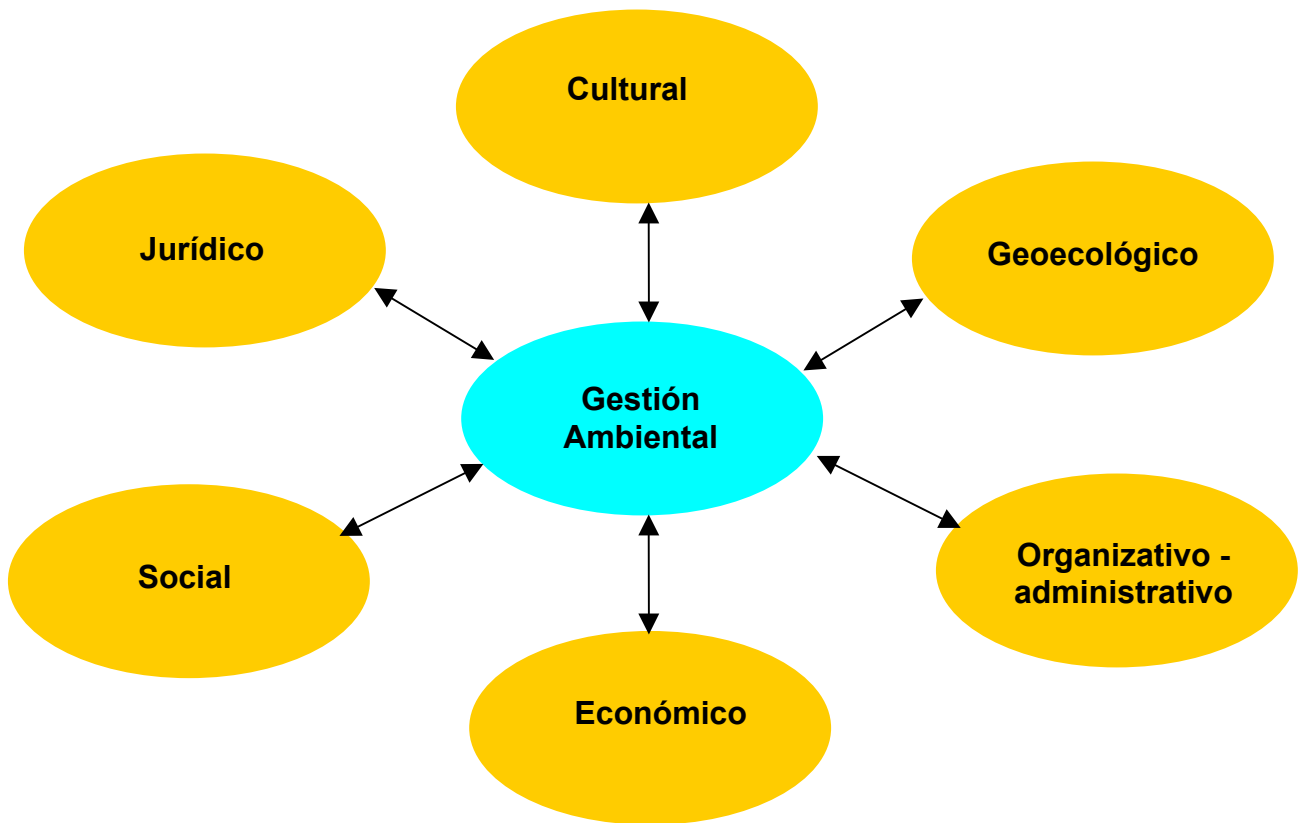 Cultural
Jurídico
Geoecológico
Gestión
Ambiental
Social
Organizativo -
administrativo
Económico